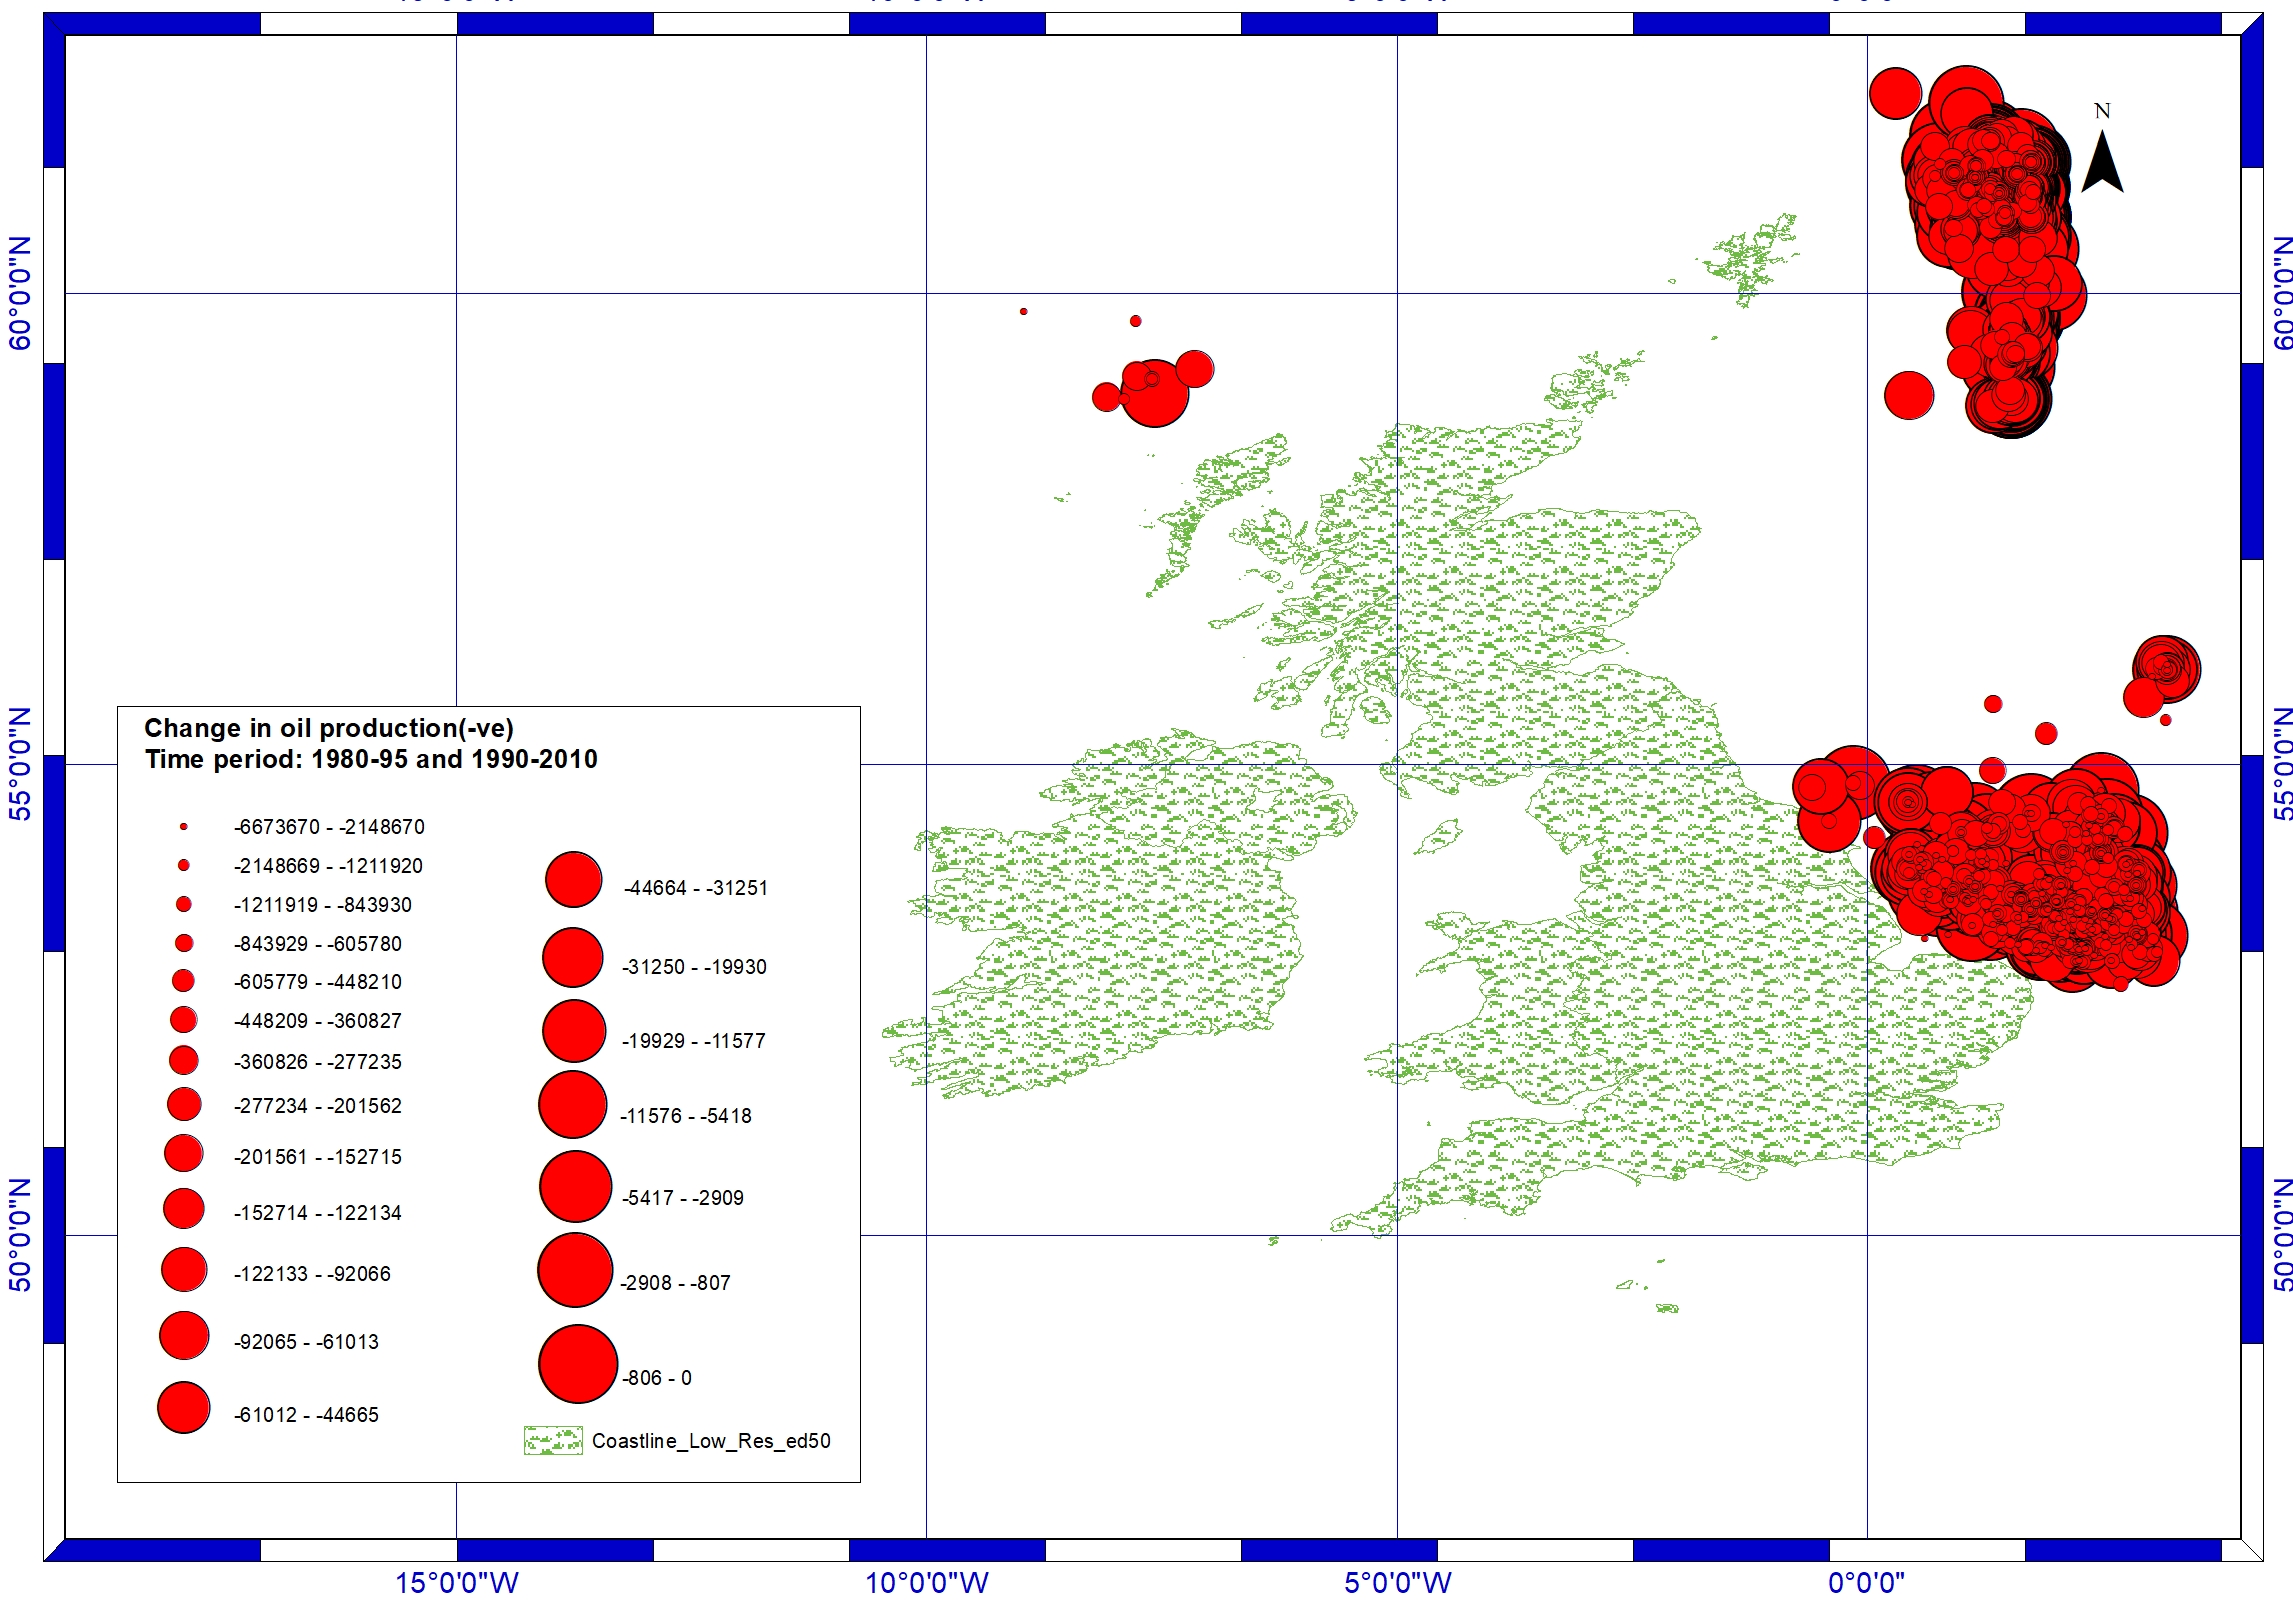 N
60°0'0"N
60°0'0"N
55°0'0"N
55°0'0"N
50°0'0"N
50°0'0"N
Change in oil production(-ve)
Time period: 1980-95 and 1990-2010
-6673670 - -2148670
-2148669 - -1211920
-1211919 - -843930
-843929 - -605780
-605779 - -448210
-448209 - -360827
-360826 - -277235
-277234 - -201562
-201561 - -152715
-152714 - -122134
-122133 - -92066
-92065 - -61013
-61012 - -44665
-44664 - -31251
-31250 - -19930
-19929 - -11577
-11576 - -5418
-5417 - -2909
-2908 - -807
-806 - 0
Coastline_Low_Res_ed50
15°0'0"W
10°0'0"W
5°0'0"W
0°0'0"